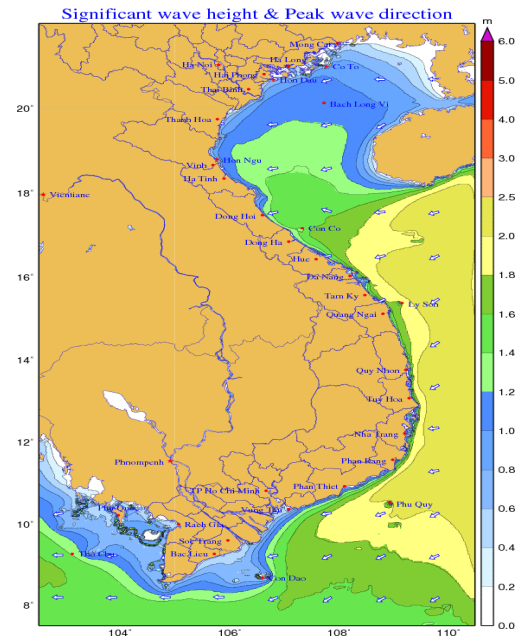 Significant wave height & Peak wave direction
m
6.0
5.0
4.0
3.0
2.5
2.0
1.8
1.6
1.4
1.2
1.0
0.8
0.6
0.4
0.2
0.0
20°
18°
16°
14°
12°
10°
8°
104°
106°
108°
110°
Mong Cai
Ha Noi
Ha Long
Co To
Hai Phong
Hon Dau
Thai Binh
Bach Long Vi
Thanh Hoa
Hon Ngu
Vinh
Ha Tinh
Vientiane
Dong Hoi
Con Co
Dong Ha
Hue
Da Nang
Tam Ky
Ly Son
Quang Ngai
Quy Nhon
Tuy Hoa
Nha Trang
Phnompenh
Phan Rang
Phan Thiet
TP Ho Chi Minh
Phu Quy
Vung Tau
Phu Quoc
Rach Gia
Soc Trang
Tho Chu
Bac Lieu
Con Dao